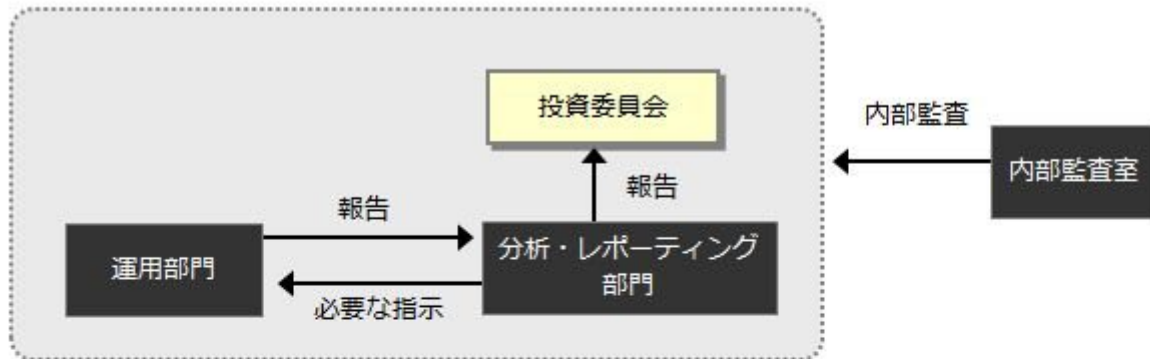 投資委員会
内部監査
内部監査室
報告
報告
運用部門
分析・レポーティング
部門
必要な指示